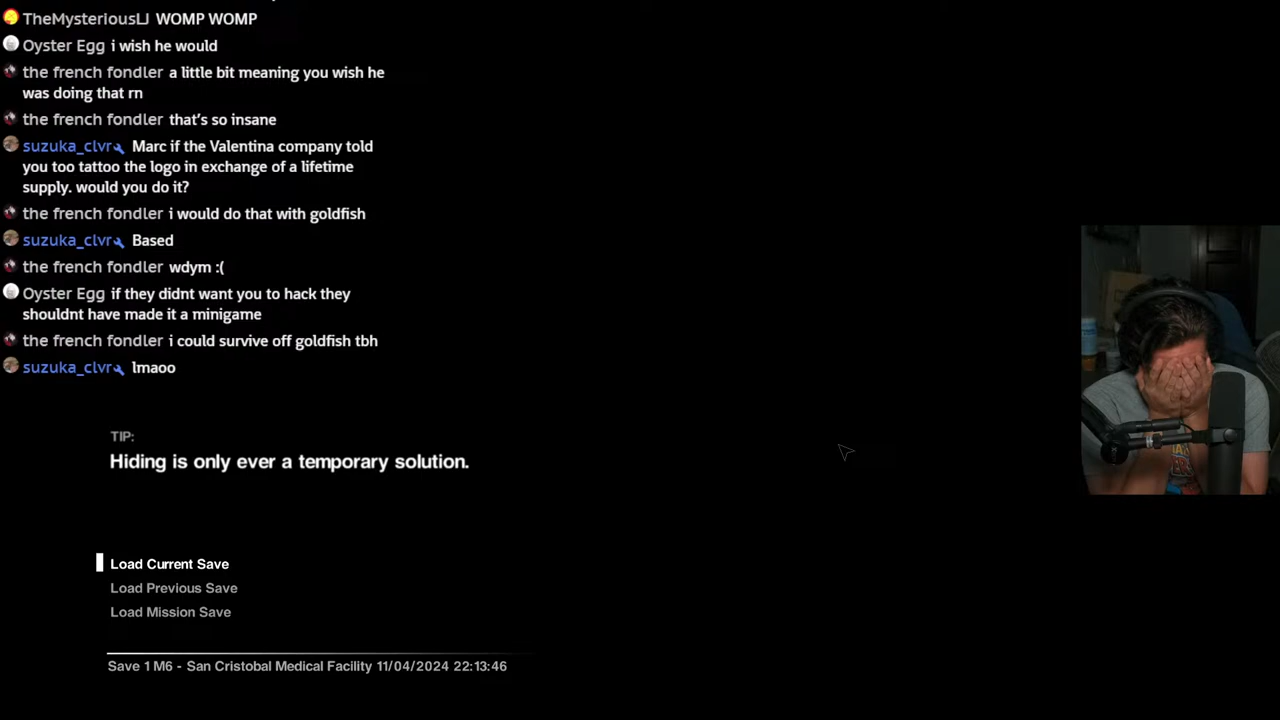 TheMysteriousLJ WOMP WOMP
Oyster Egg i wish he would
the french fondler a little bit meaning you wish he
was doing that rn
the french fondler that's so insane
suzuka_clvr Marc if the Valentina company told
you too tattoo the logo in exchange of a lifetime
supply. would you do it?
the french fondler i would do that with goldfish
suzuka_clvr Based
the french fondler wdym :(
Oyster Egg if they didnt want you to hack they
shouldnt have made it a minigame
the french fondler i could survive off goldfish tbh
suzuka_clvr lmaoo
TIP:
Hiding is only ever a temporary solution.
Load Current Save
Load Previous Save
Load Mission Save
Save 1 M6 - San Cristobal Medical Facility 11/04/2024 22:13:46